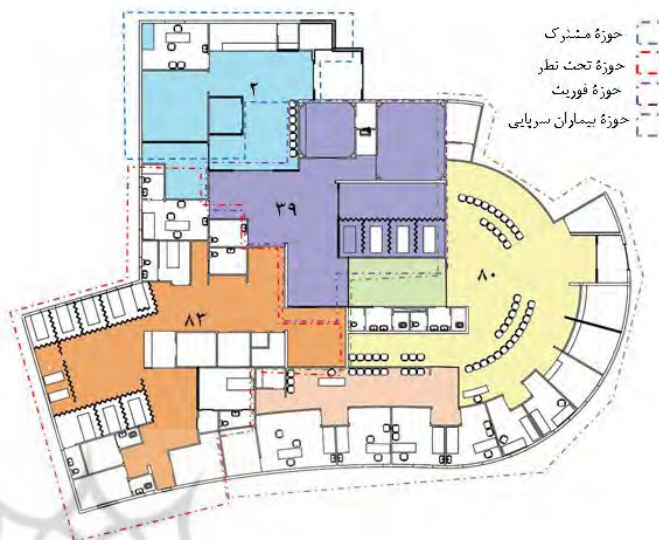 حوزهٔ مشترک
حوزهٔ تحت نظر
حوزهٔ فوریت
حوزهٔ بیماران سرپایی
۲
۳۹
۸۰
۸۳